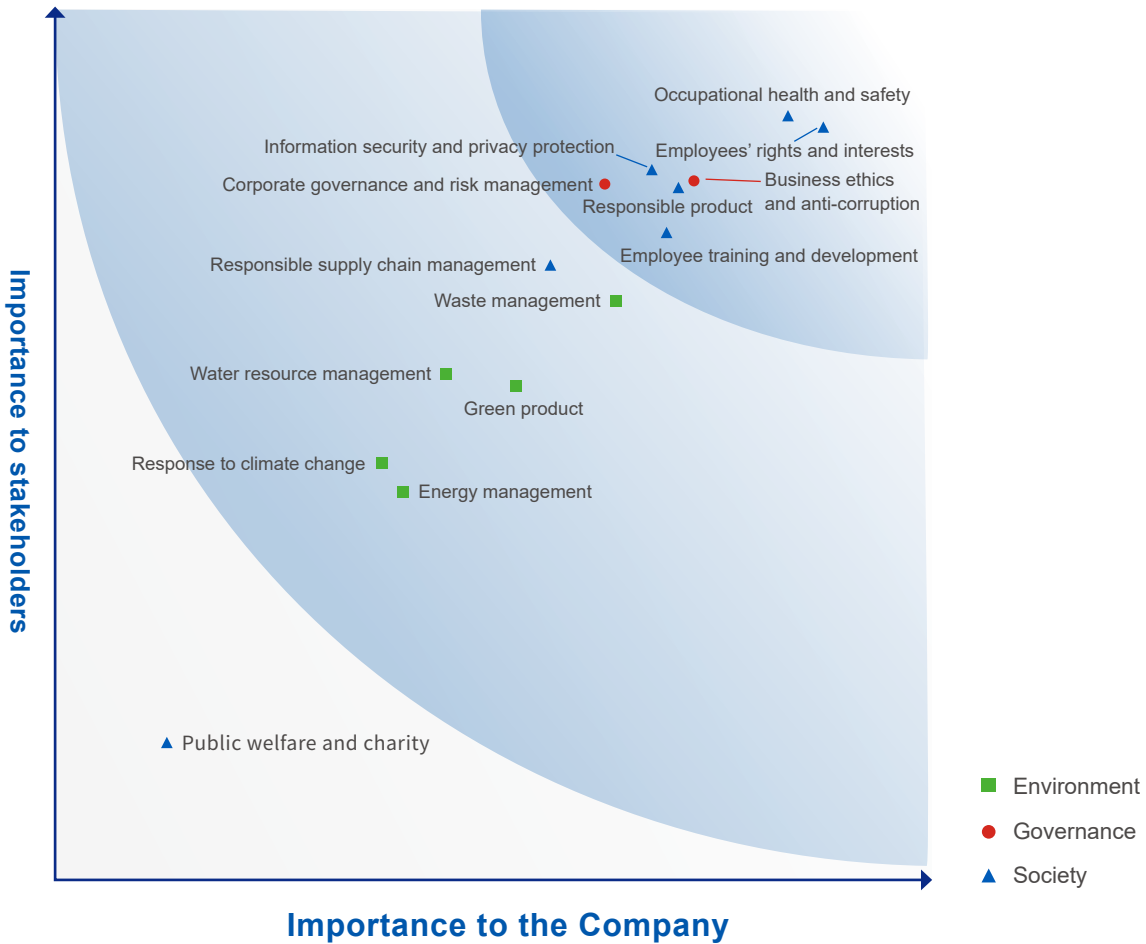 Occupational health and safety
Information security and privacy protection
Employees’ rights and interests
Corporate governance and risk management
Business ethics
and anti-corruption
Responsible product
Employee training and development
Responsible supply chain management
Waste management
Water resource management
Green product
Response to climate change
Energy management
Public welfare and charity
Importance to stakeholders
Importance to the Company
Environment
Governance
Society